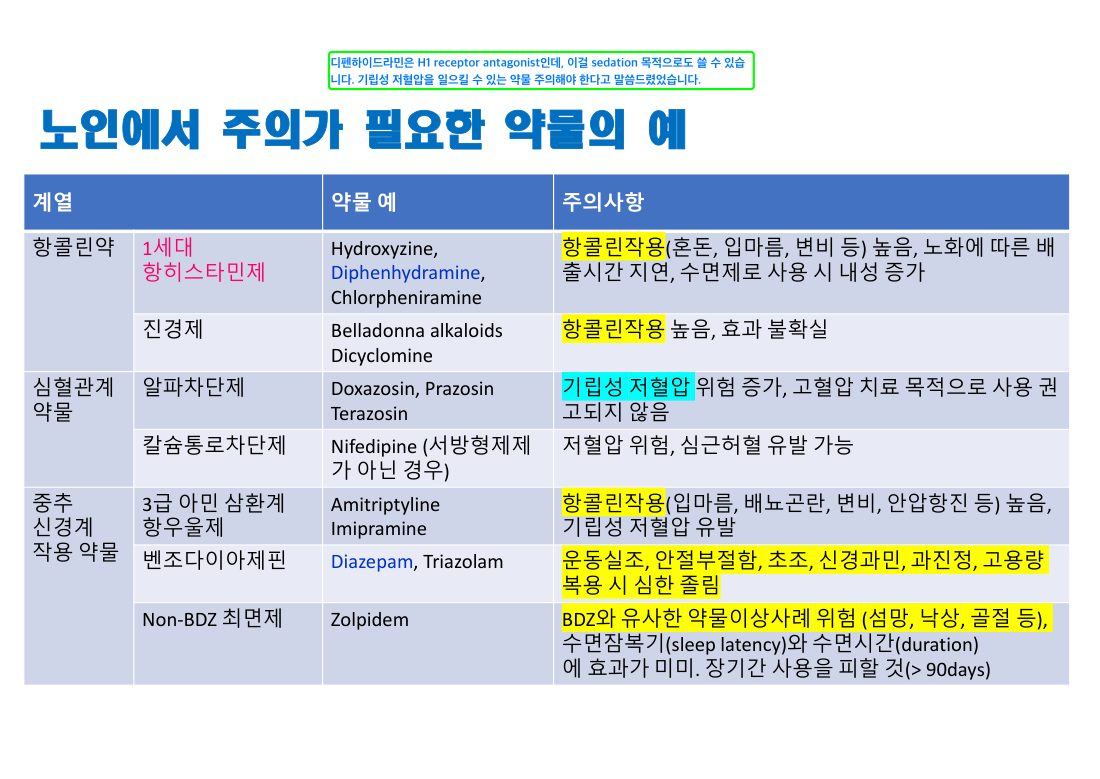 디펜하이드라민은 H1 receptor antagonist인데, 이걸 sedation 목적으로도 쓸 수 있습
니다. 기립성 저혈압을 일으킬 수 있는 약물 주의해야 한다고 말씀드렸었습니다.
노인에서 주의가 필요한 약물의 예
계열
약물 예
주의사항
항콜린약
1세대
항히스타민제
Hydroxyzine,
Diphenhydramine,
Chlorpheniramine
항콜린작용(혼돈, 입마름, 변비 등) 높음, 노화에 따른 배
출시간 지연, 수면제로 사용 시 내성 증가
진경제
Belladonna alkaloids
Dicyclomine
항콜린작용 높음, 효과 불확실
심혈관계
약물
알파차단제
Doxazosin, Prazosin
Terazosin
기립성 저혈압 위험 증가, 고혈압 치료 목적으로 사용 권
고되지 않음
칼슘통로차단제
Nifedipine (서방형제제
가 아닌 경우)
저혈압 위험, 심근허혈 유발 가능
중추
신경계
작용 약물
3급 아민 삼환계
항우울제
Amitriptyline
Imipramine
항콜린작용(입마름, 배뇨곤란, 변비, 안압항진 등) 높음,
기립성 저혈압 유발
벤조다이아제핀
Diazepam, Triazolam
운동실조, 안절부절함, 초조, 신경과민, 과진정, 고용량
복용 시 심한 졸림
Non-BDZ 최면제
Zolpidem
BDZ와 유사한 약물이상사례 위험 (섬망, 낙상, 골절 등),
수면잠복기(sleep latency)와 수면시간(duration)
에 효과가 미미. 장기간 사용을 피할 것(> 90days)